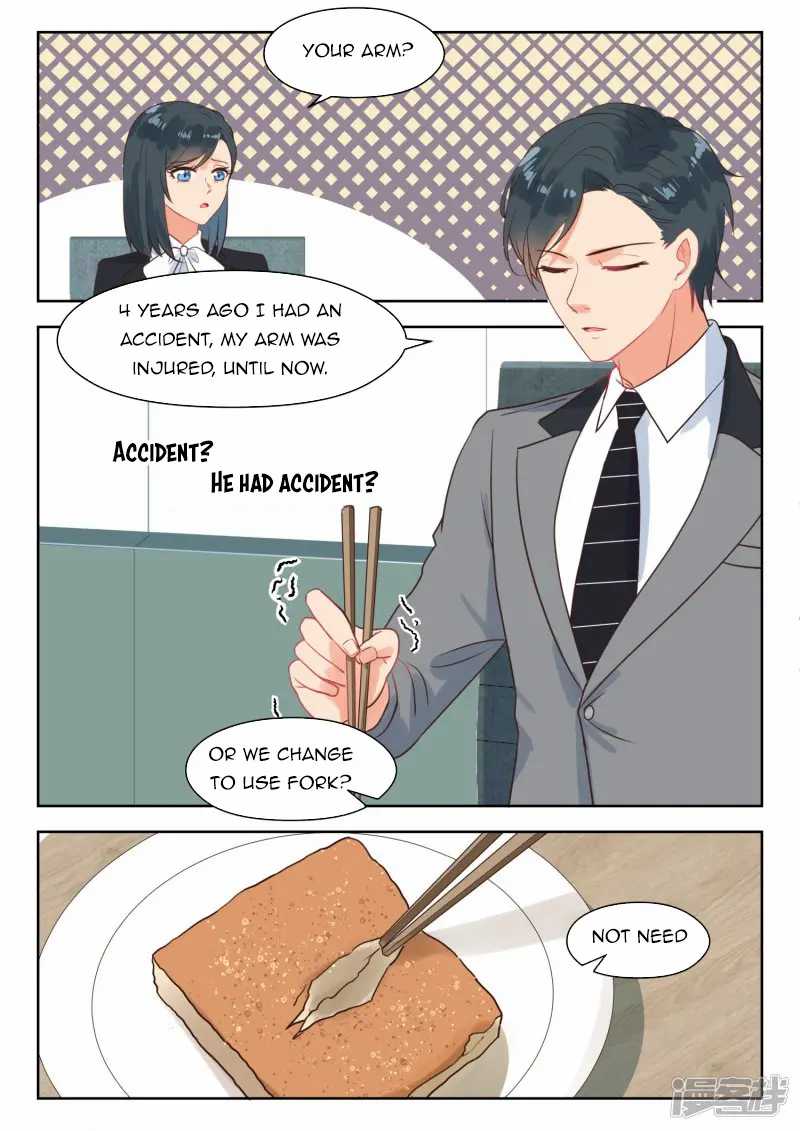 YOUR ARM?
4 YEARS AGO I HAD AN
ACCIDENT, MY ARM WAS
INJURED, UNTIL NOW.
ACCIDENT?
HE HAD ACCIDENT?
OR WE CHANGE
TO USE FORK?
NOT NEED
漫客栈